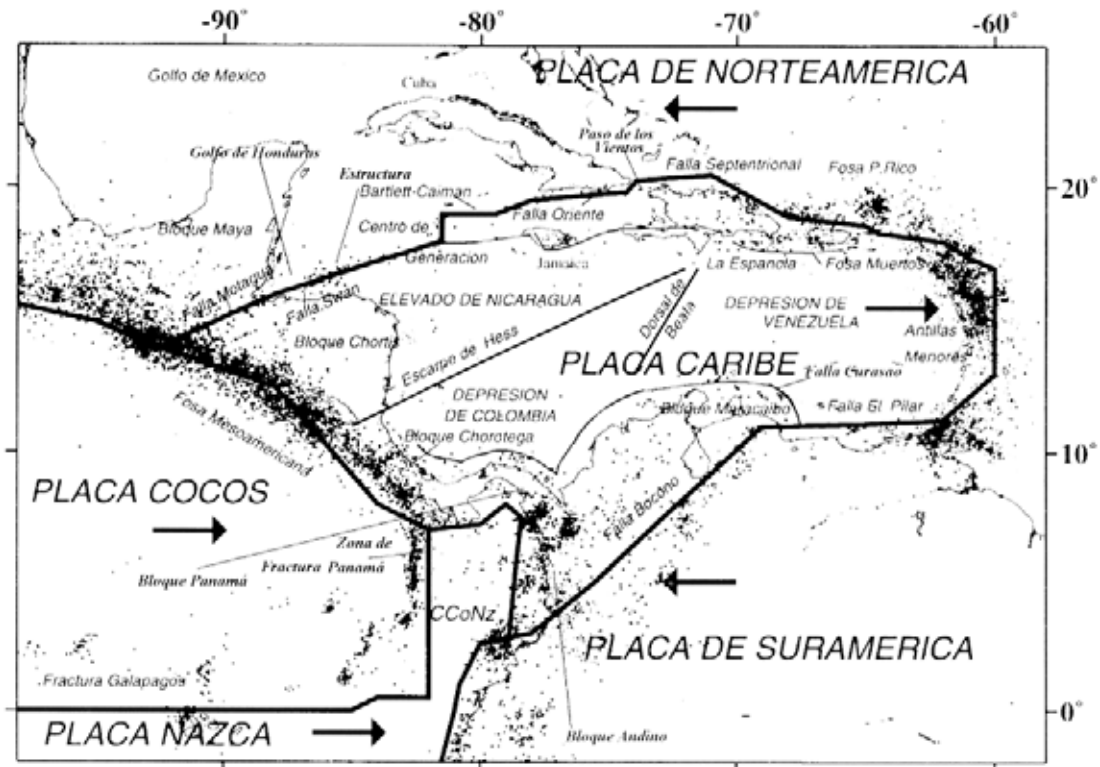 -90° -80° -70° -60°
PLACA DE NORTEAMERICA
Golfo de Mexico
Cuba
Paso de los
Vientos
Golfo de Honduras
Estructura
Falla Septentrional
Fosa P.Rico
20°
Bartlett-Caiman
Falla Oriente
Bloque Maya
Centro de
Generacion
Jamaica
La Espanola
Fosa Muertos
Falla Motagua
Falla Swan
ELEVADO DE NICARAGUA
DEPRESION DE
VENEZUELA
Dorsal de
Beata
Bloque Chortis
Escarpe de Hess
Antillas
Menores
PLACA CARIBE
Falla Curasao
DEPRESION
DE COLOMBIA
Bloque Maracaibo
Falla El Pilar
Fosa Mesoamericana
Bloque Chorotega
10°
PLACA COCOS
Falla Bocono
Zona de
Fractura Panamá
Bloque Panamá
CCoNz
PLACA DE SURAMERICA
Fractura Galapagos
0°
PLACA NAZCA
Bloque Andino